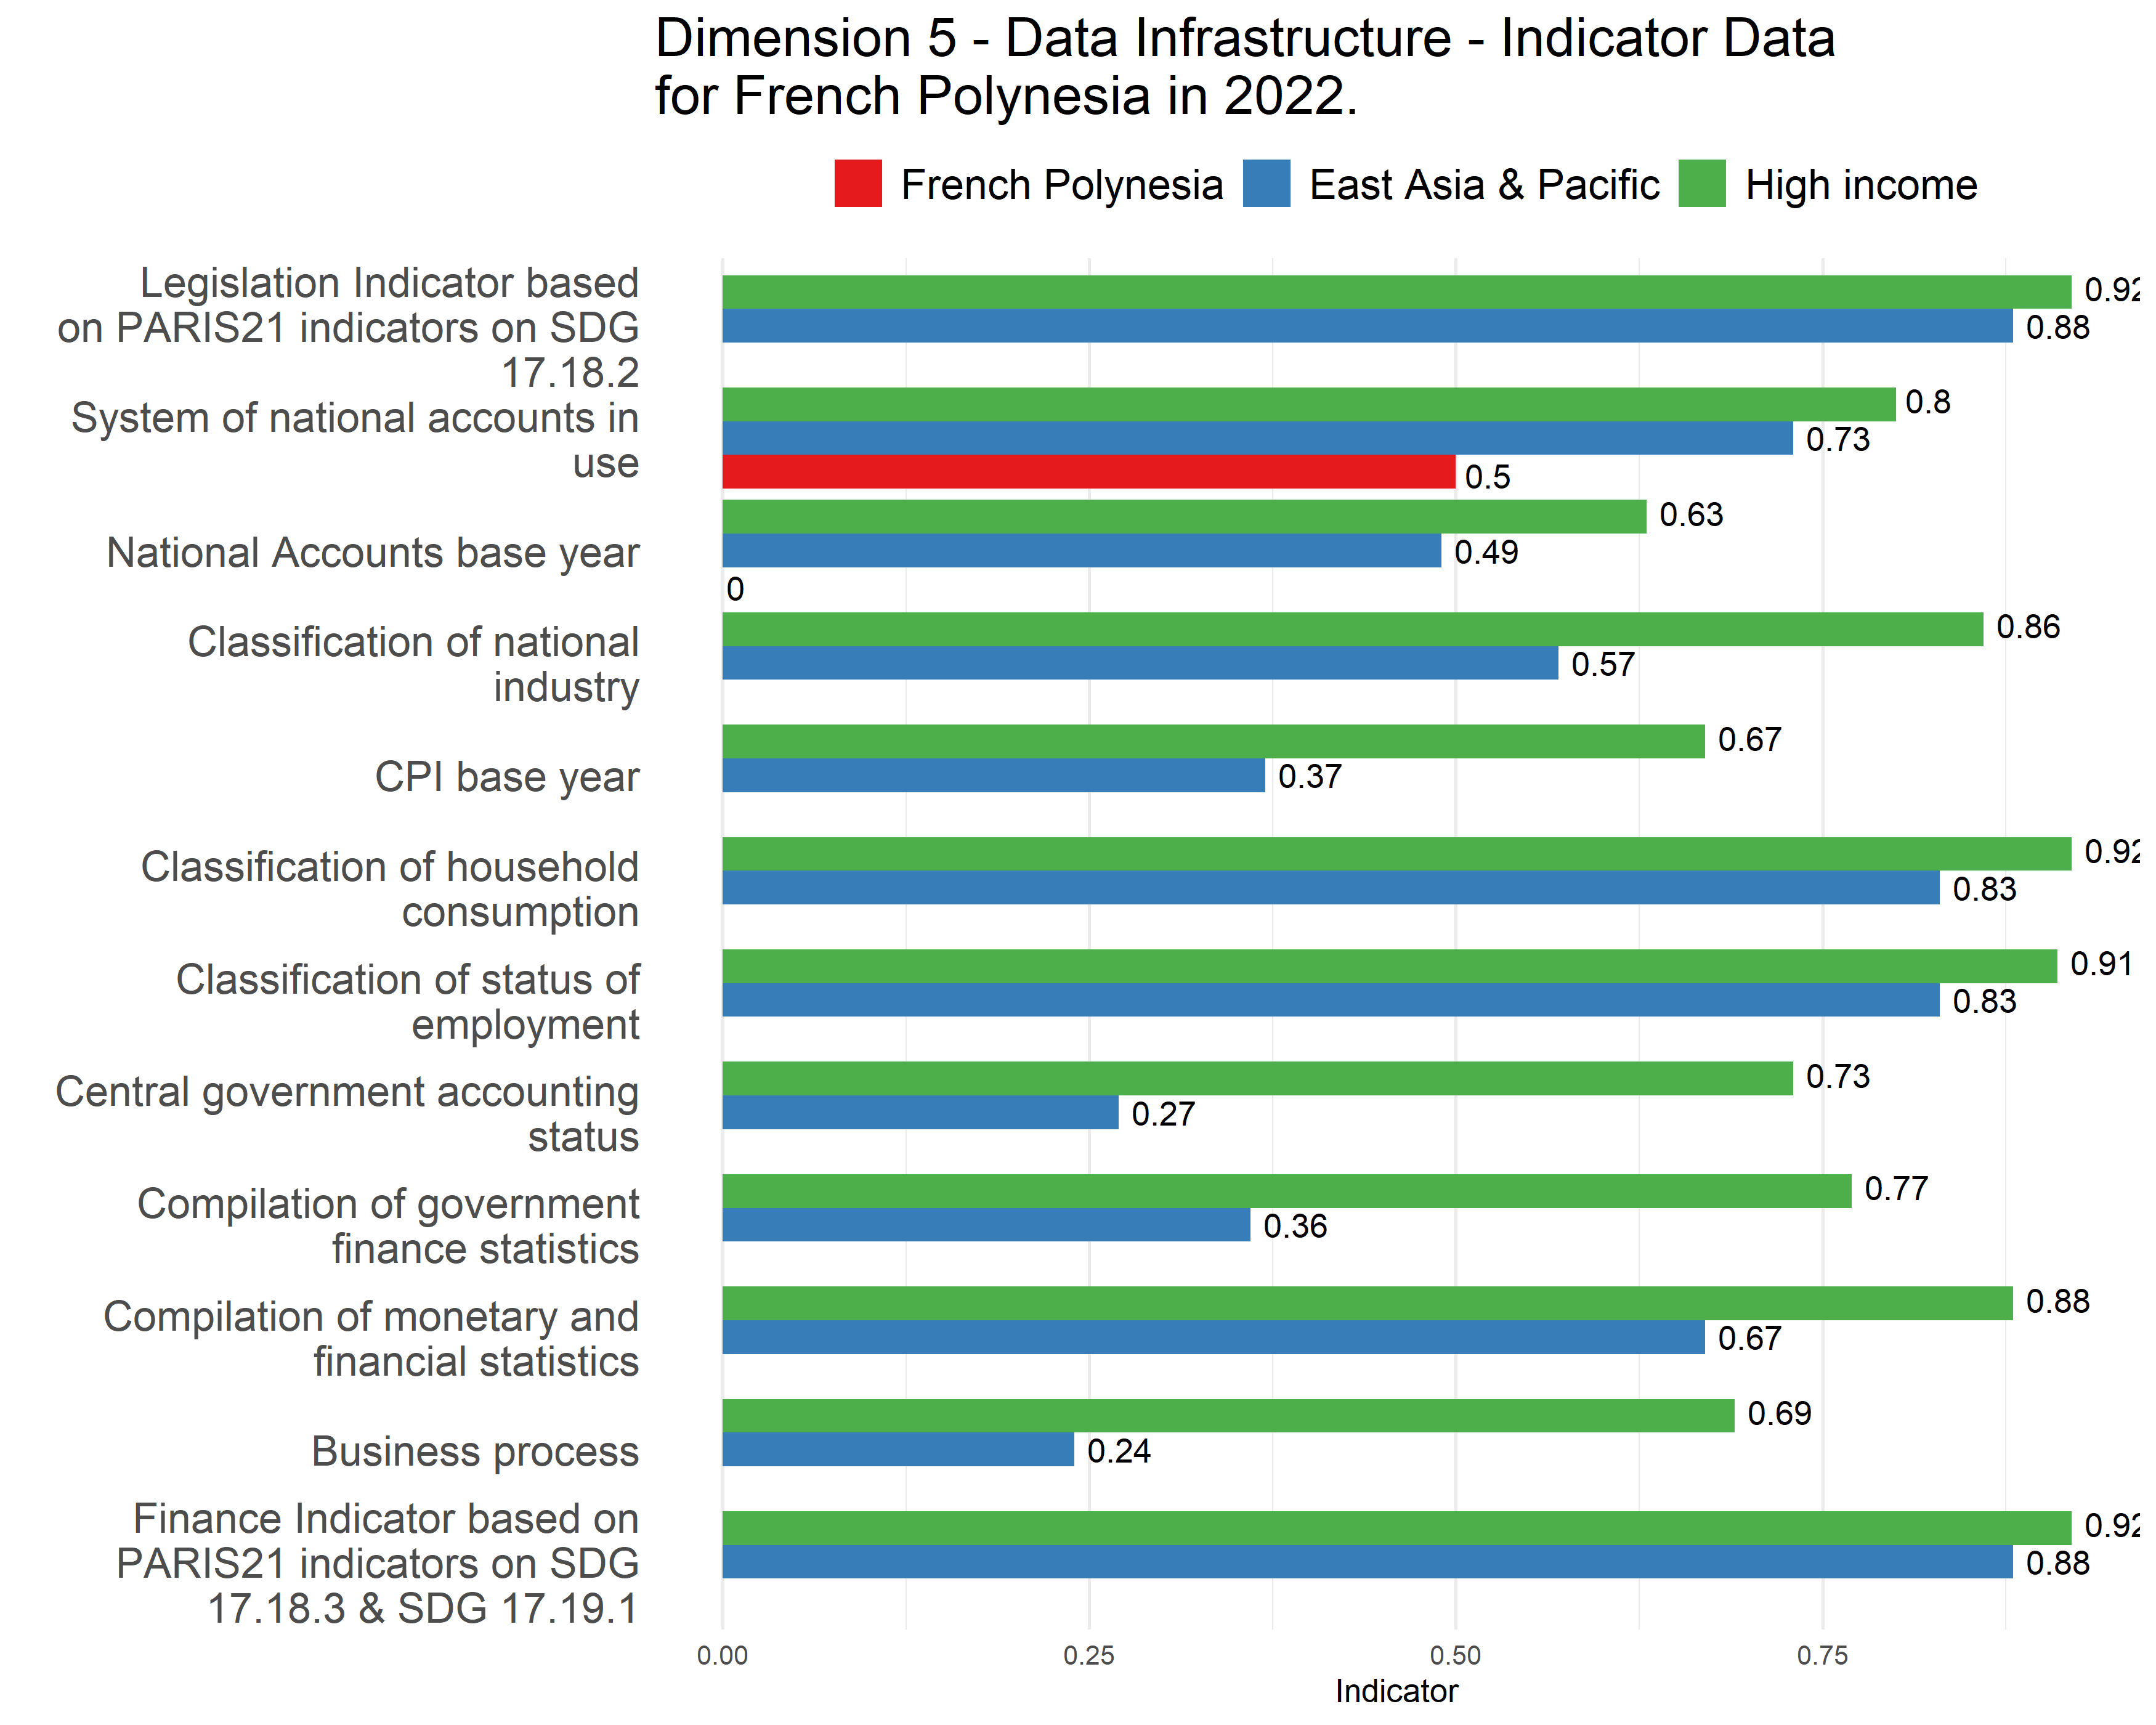 Dimension 5 - Data Infrastructure - Indicator Data
for French Polynesia in 2022.
French Polynesia East Asia & Pacific High income
Legislation Indicator based
on PARIS21 indicators on SDG
17.18.2
0.92
0.88
System of national accounts in
use
0.8
0.73
0.5
National Accounts base year
0.63
0.49
0
Classification of national
industry
0.86
0.57
CPI base year
0.67
0.37
Classification of household
consumption
0.92
0.83
Classification of status of
employment
0.91
0.83
Central government accounting
status
0.73
0.27
Compilation of government
finance statistics
0.77
0.36
Compilation of monetary and
financial statistics
0.88
0.67
Business process
0.69
0.24
Finance Indicator based on
PARIS21 indicators on SDG
17.18.3 & SDG 17.19.1
0.92
0.88
0.00 0.25 0.50 0.75
Indicator